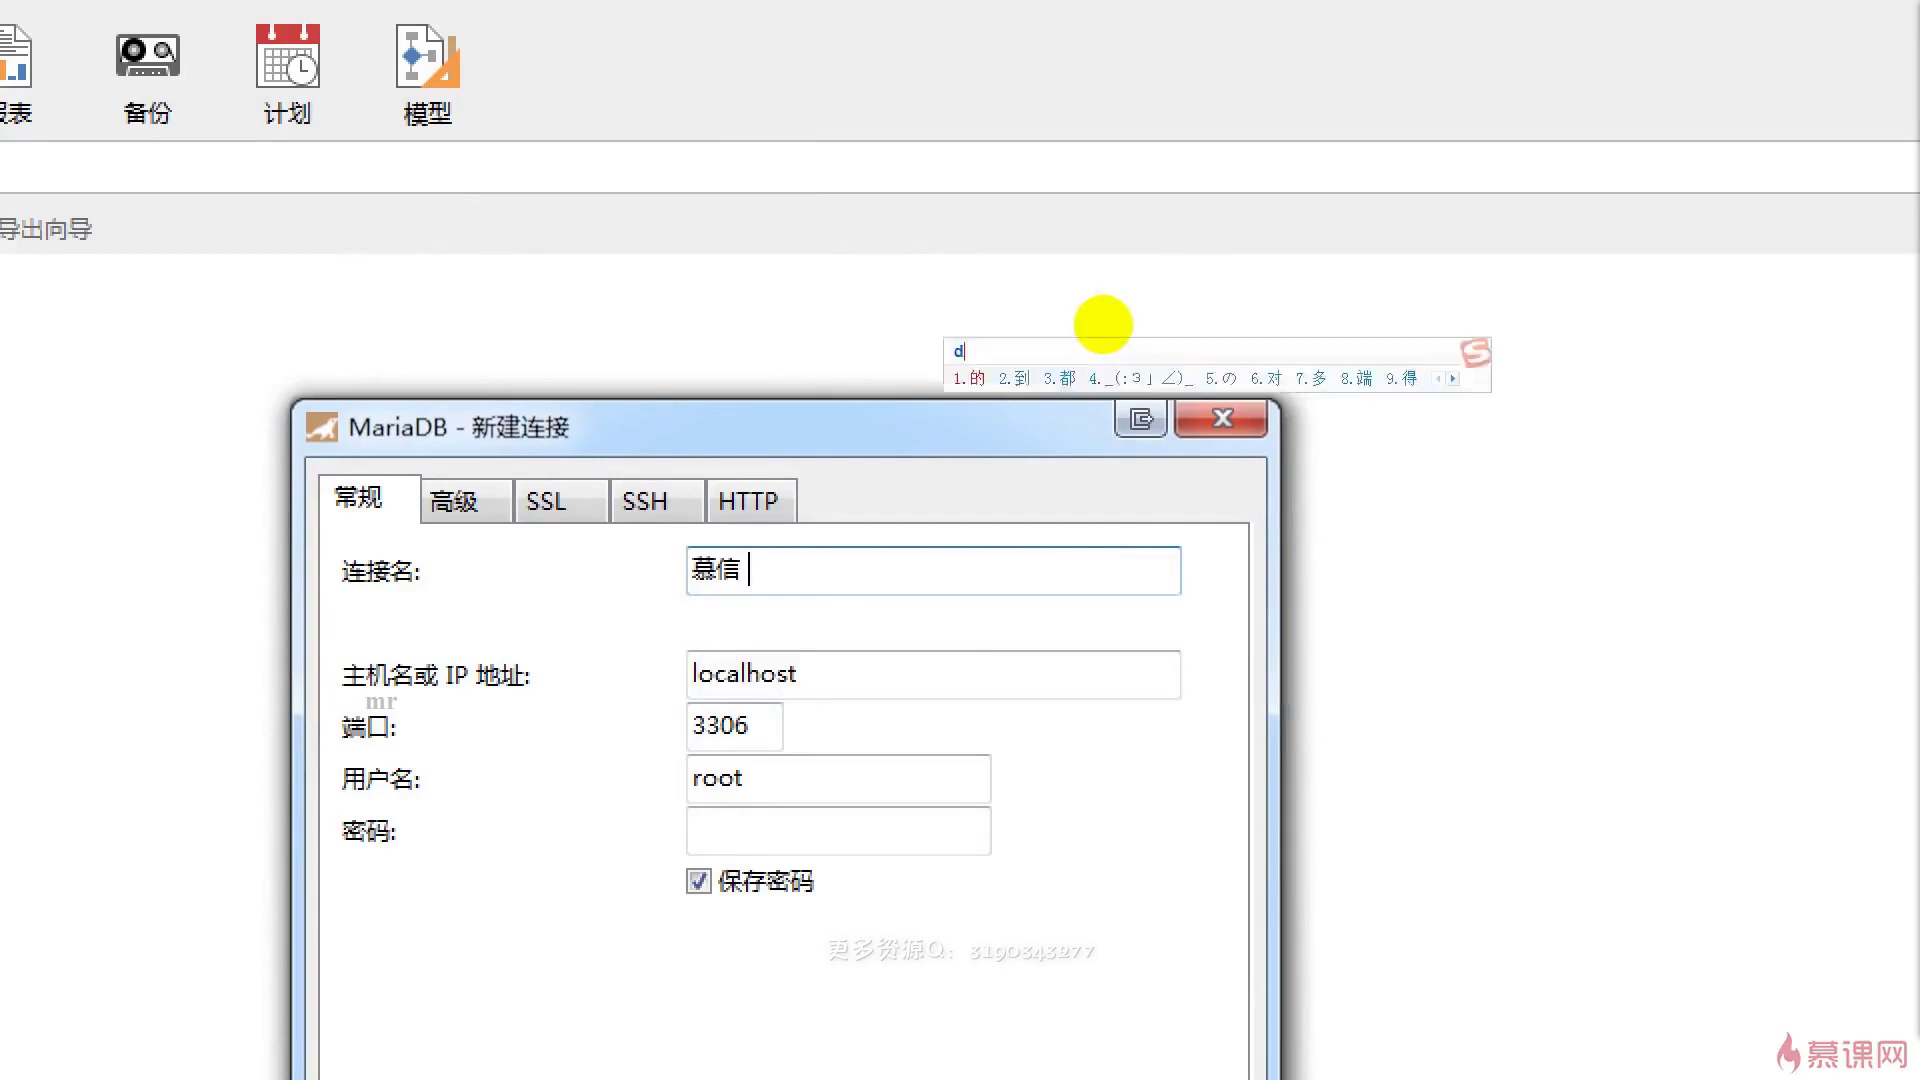 报表 备份 计划 模型
导出向导
d
1.的 2.到 3.都 4._(:3」∠)_ 5.の 6.对 7.多 8.端 9.得
MariaDB - 新建连接
常规 高级 SSL SSH HTTP
连接名: 慕信
主机名或 IP 地址: localhost
mr
端口: 3306
用户名: root
密码:
保存密码
更多资源Q: 3190343277
慕课网